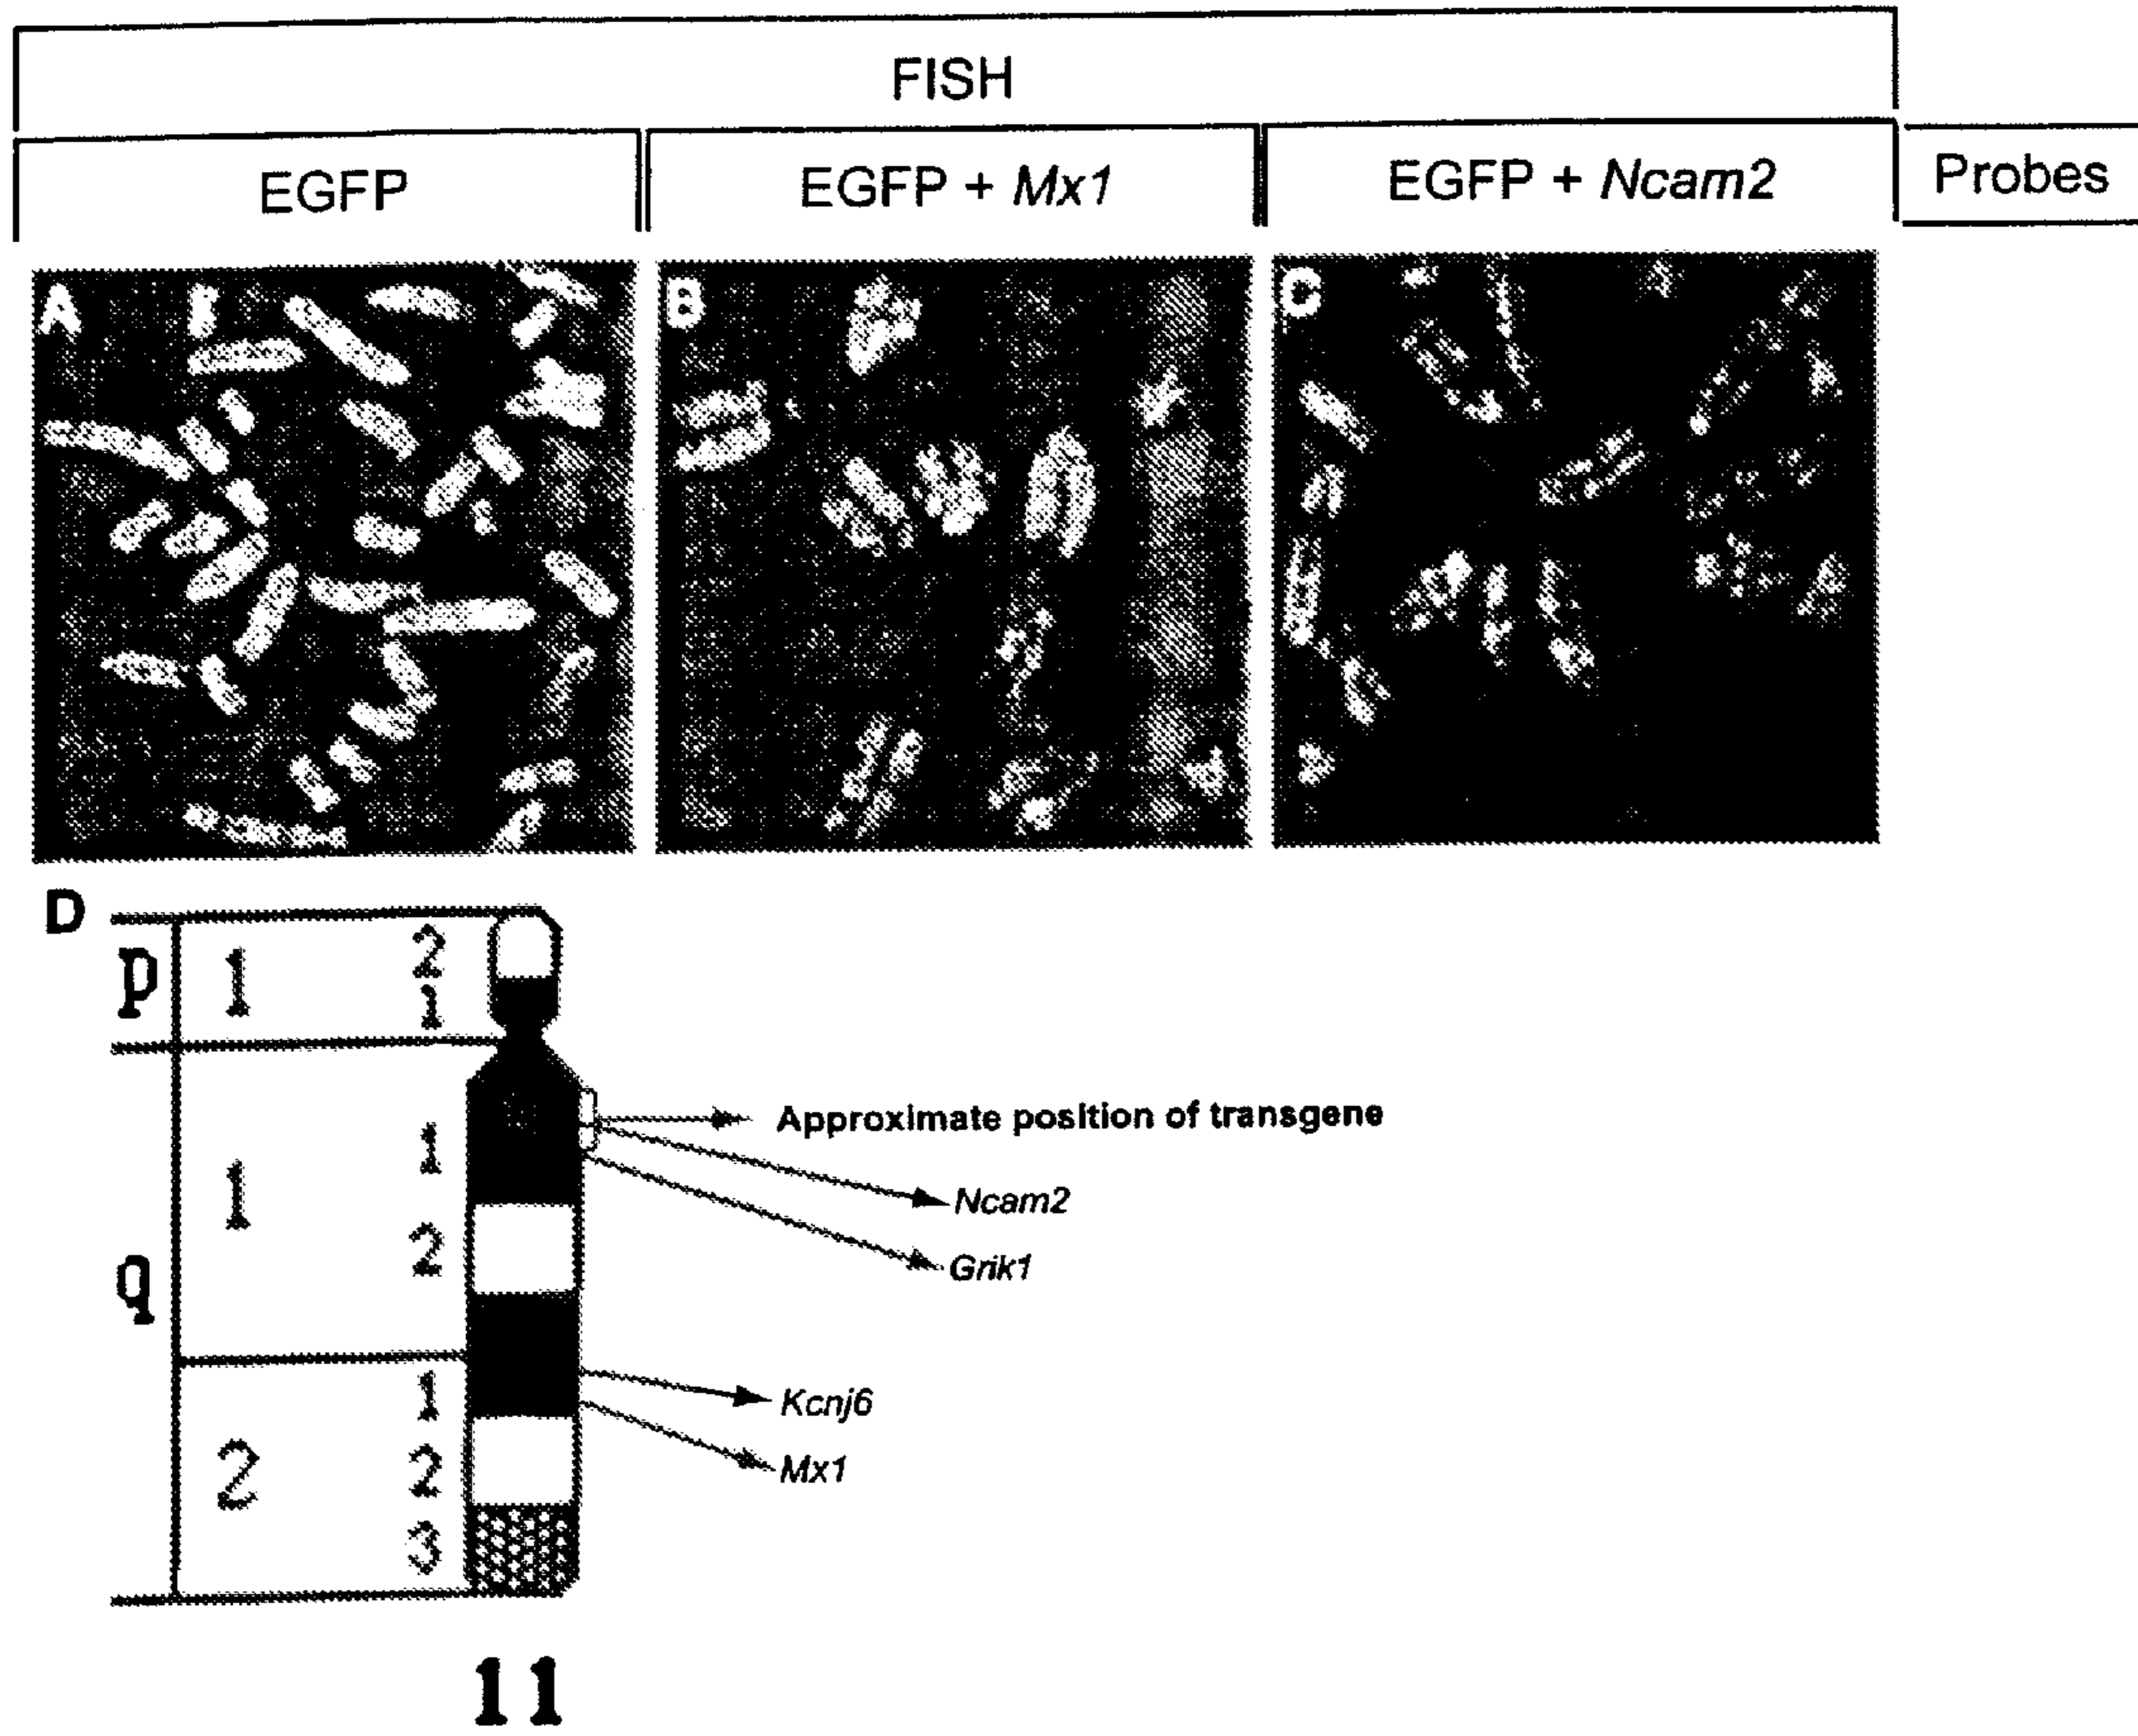 FISH
EGFP
EGFP + Mx1
EGFP + Ncam2
Probes
A
B
C
D
p
1
2
1
q
1
1
2
2
1
2
3
Approximate position of transgene
Ncam2
Grik1
Kcnj6
Mx1
11